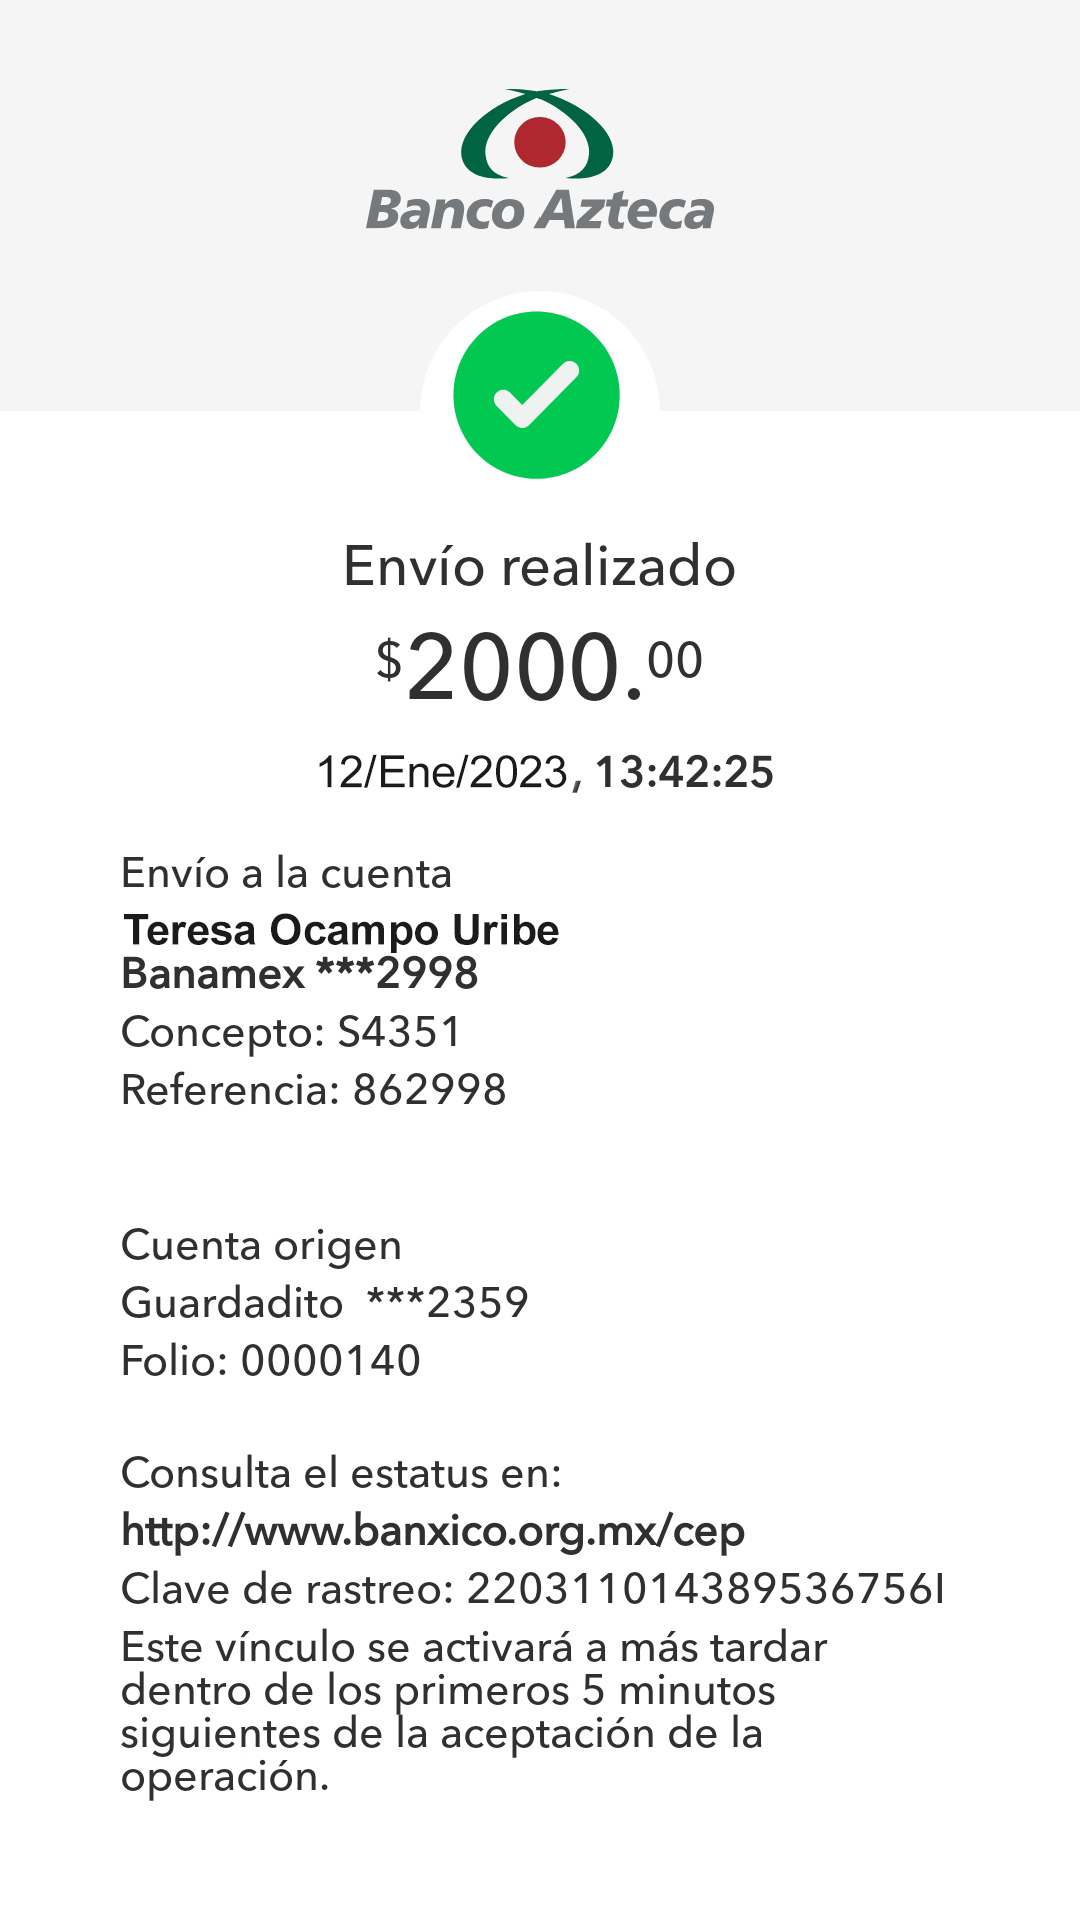 Banco Azteca
Envío realizado
$2000.00
12/Ene/2023, 13:42:25
Envío a la cuenta
Teresa Ocampo Uribe
Banamex ***2998
Concepto: S4351
Referencia: 862998
Cuenta origen
Guardadito ***2359
Folio: 0000140
Consulta el estatus en:
http://www.banxico.org.mx/cep
Clave de rastreo: 220311014389536756I
Este vínculo se activará a más tardar
dentro de los primeros 5 minutos
siguientes de la aceptación de la
operación.